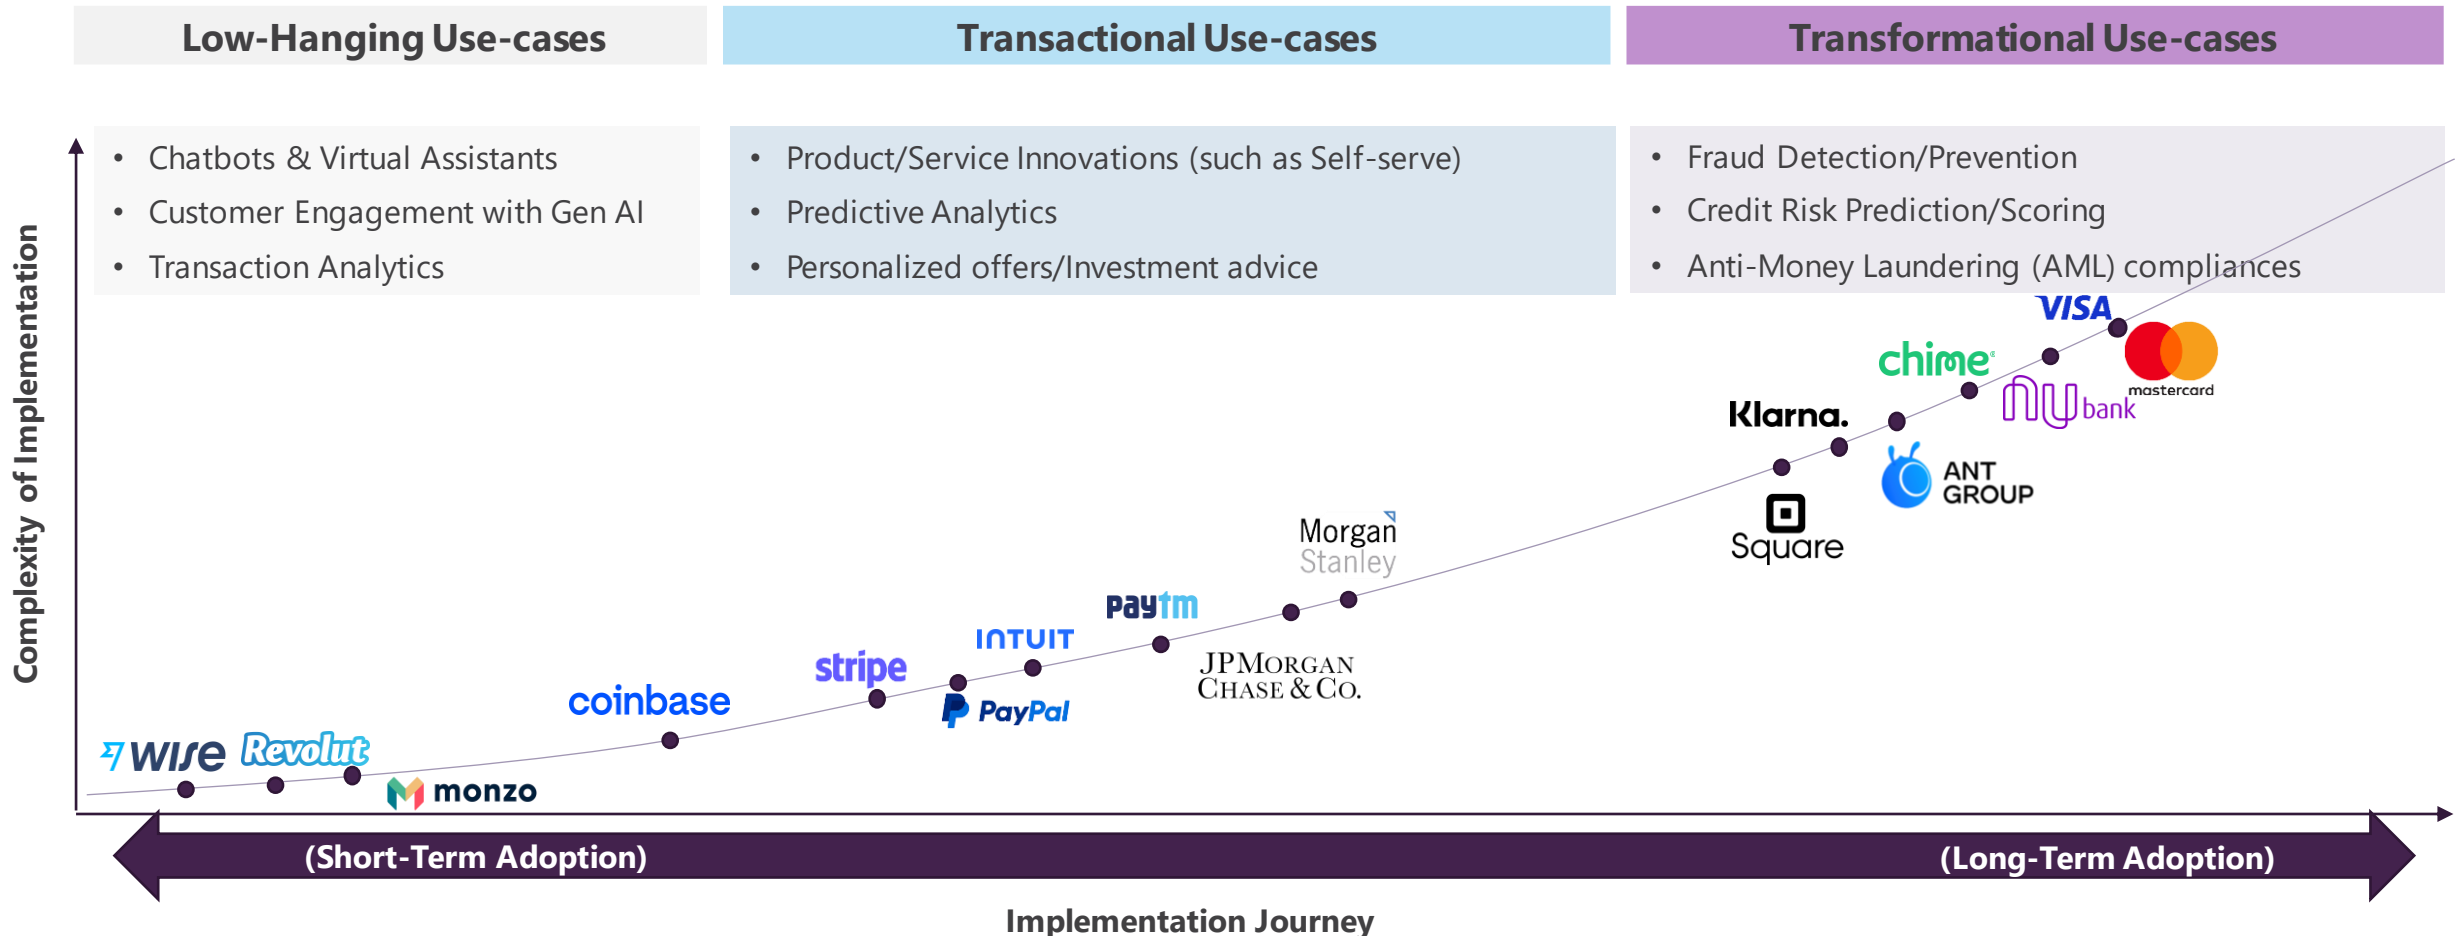 Low-Hanging Use-cases
Transactional Use-cases
Transformational Use-cases
• Chatbots & Virtual Assistants
• Customer Engagement with Gen AI
• Transaction Analytics
• Product/Service Innovations (such as Self-serve)
• Predictive Analytics
• Personalized offers/Investment advice
• Fraud Detection/Prevention
• Credit Risk Prediction/Scoring
• Anti-Money Laundering (AML) compliances
Complexity of Implementation
wise
Revolut
monzo
coinbase
stripe
PayPal
INTUIT
paytm
JPMORGAN
CHASE & CO.
Morgan
Stanley
Square
Klarna.
ANT
GROUP
chime®
nu bank
VISA
mastercard
(Short-Term Adoption)
(Long-Term Adoption)
Implementation Journey